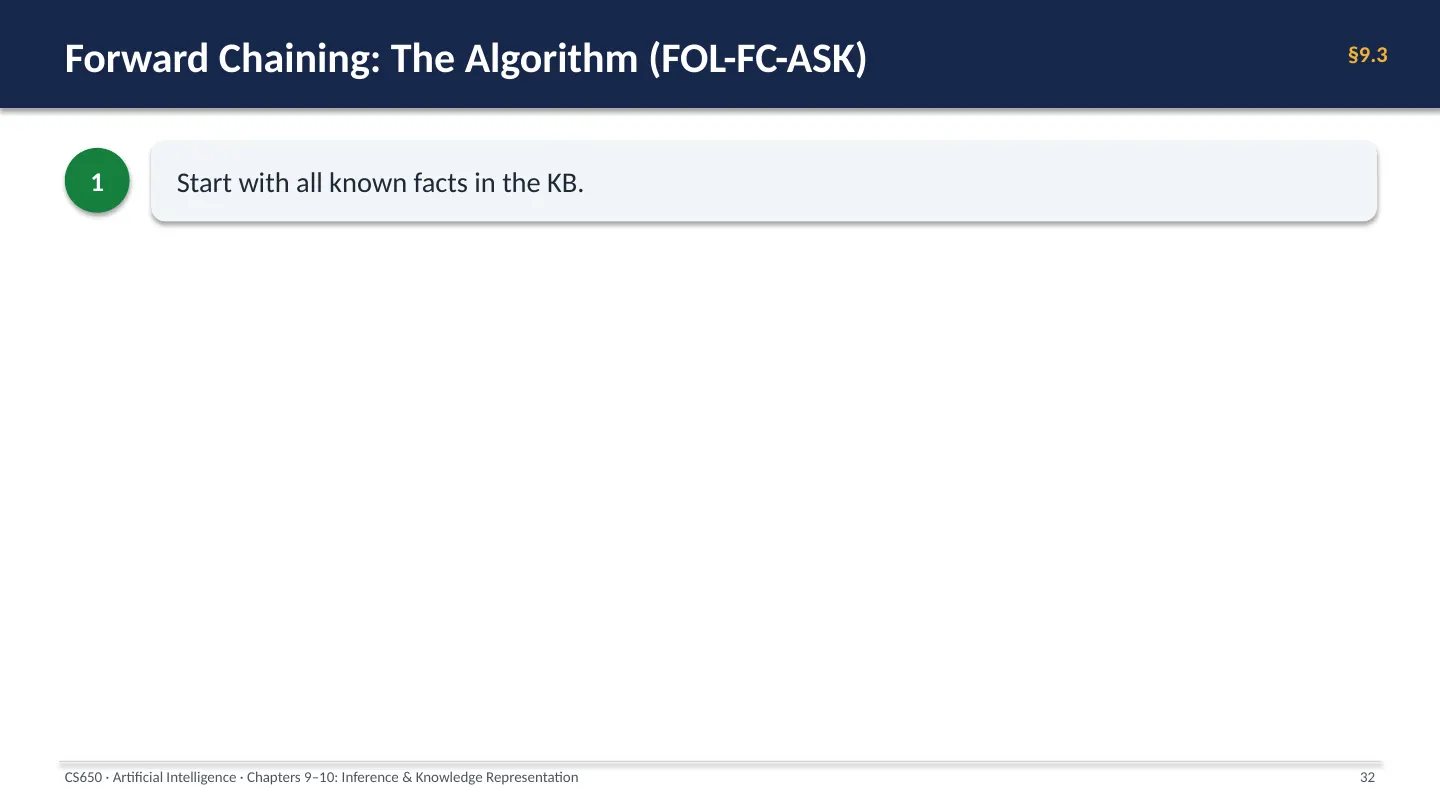 Forward Chaining: The Algorithm (FOL-FC-ASK)
§9.3
1
Start with all known facts in the KB.
CS650 · Artificial Intelligence · Chapters 9–10: Inference & Knowledge Representation
32